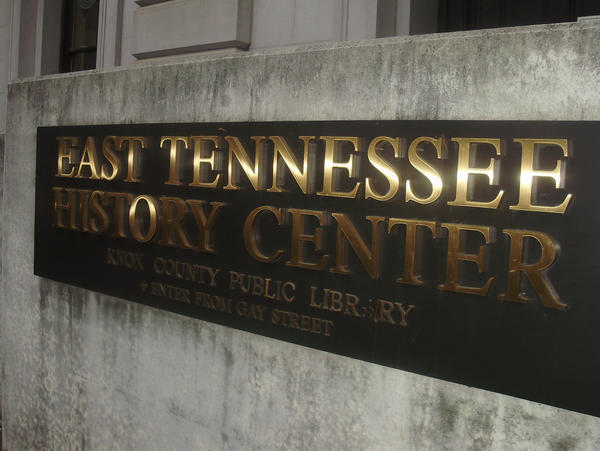 EAST TENNESSEE
HISTORY CENTER
KNOX COUNTY PUBLIC LIBRARY
ENTER FROM GAY STREET